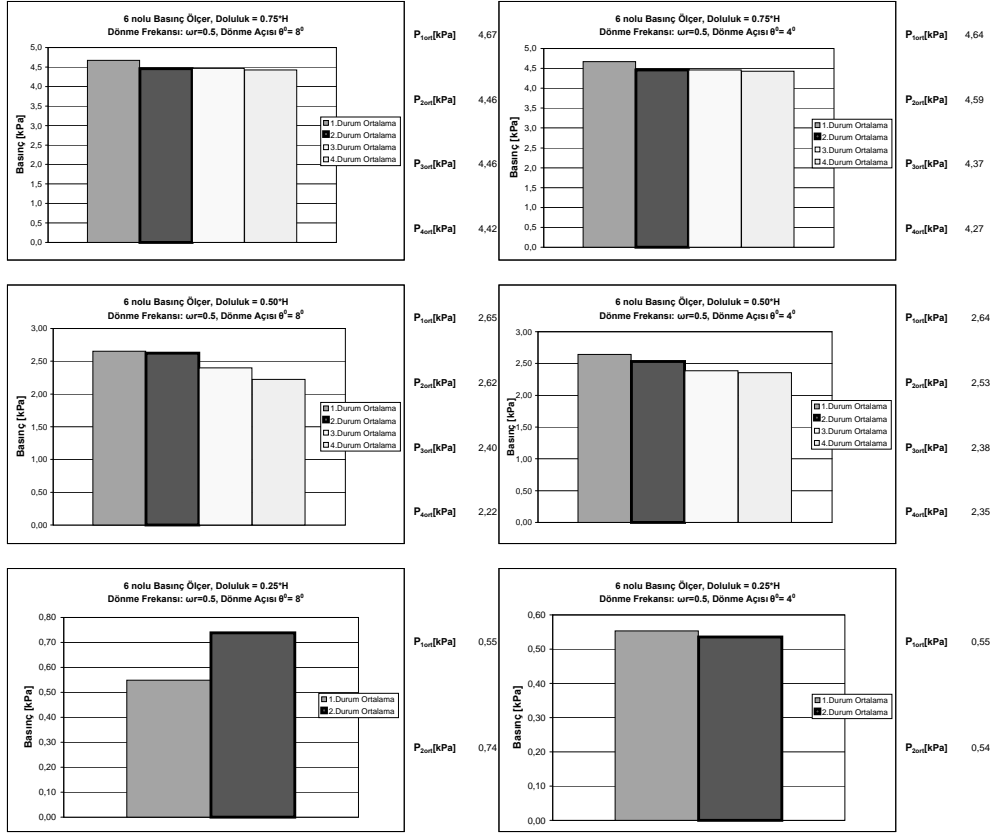 6 nolu Basınç Ölçer, Doluluk = 0.75*H
Dönme Frekansı: ωr=0.5, Dönme Açısı θ⁰= 8⁰
Basınç [kPa]
5,0
4,5
4,0
3,5
3,0
2,5
2,0
1,5
1,0
0,5
0,0
1.Durum Ortalama
2.Durum Ortalama
3.Durum Ortalama
4.Durum Ortalama
P1ort[kPa] 4,67
P2ort[kPa] 4,46
P3ort[kPa] 4,46
P4ort[kPa] 4,42
6 nolu Basınç Ölçer, Doluluk = 0.75*H
Dönme Frekansı: ωr=0.5, Dönme Açısı θ⁰= 4⁰
Basınç [kPa]
5,0
4,5
4,0
3,5
3,0
2,5
2,0
1,5
1,0
0,5
0,0
1.Durum Ortalama
2.Durum Ortalama
3.Durum Ortalama
4.Durum Ortalama
P1ort[kPa] 4,64
P2ort[kPa] 4,59
P3ort[kPa] 4,37
P4ort[kPa] 4,27
6 nolu Basınç Ölçer, Doluluk = 0.50*H
Dönme Frekansı: ωr=0.5, Dönme Açısı θ⁰= 8⁰
Basınç [kPa]
3,00
2,50
2,00
1,50
1,00
0,50
0,00
1.Durum Ortalama
2.Durum Ortalama
3.Durum Ortalama
4.Durum Ortalama
P1ort[kPa] 2,65
P2ort[kPa] 2,62
P3ort[kPa] 2,40
P4ort[kPa] 2,22
6 nolu Basınç Ölçer, Doluluk = 0.50*H
Dönme Frekansı: ωr=0.5, Dönme Açısı θ⁰= 4⁰
Basınç [kPa]
3,00
2,50
2,00
1,50
1,00
0,50
0,00
1.Durum Ortalama
2.Durum Ortalama
3.Durum Ortalama
4.Durum Ortalama
P1ort[kPa] 2,64
P2ort[kPa] 2,53
P3ort[kPa] 2,38
P4ort[kPa] 2,35
6 nolu Basınç Ölçer, Doluluk = 0.25*H
Dönme Frekansı: ωr=0.5, Dönme Açısı θ⁰= 8⁰
Basınç [kPa]
0,80
0,70
0,60
0,50
0,40
0,30
0,20
0,10
0,00
1.Durum Ortalama
2.Durum Ortalama
P1ort[kPa] 0,55
P2ort[kPa] 0,74
6 nolu Basınç Ölçer, Doluluk = 0.25*H
Dönme Frekansı: ωr=0.5, Dönme Açısı θ⁰= 4⁰
Basınç [kPa]
0,60
0,50
0,40
0,30
0,20
0,10
0,00
1.Durum Ortalama
2.Durum Ortalama
P1ort[kPa] 0,55
P2ort[kPa] 0,54